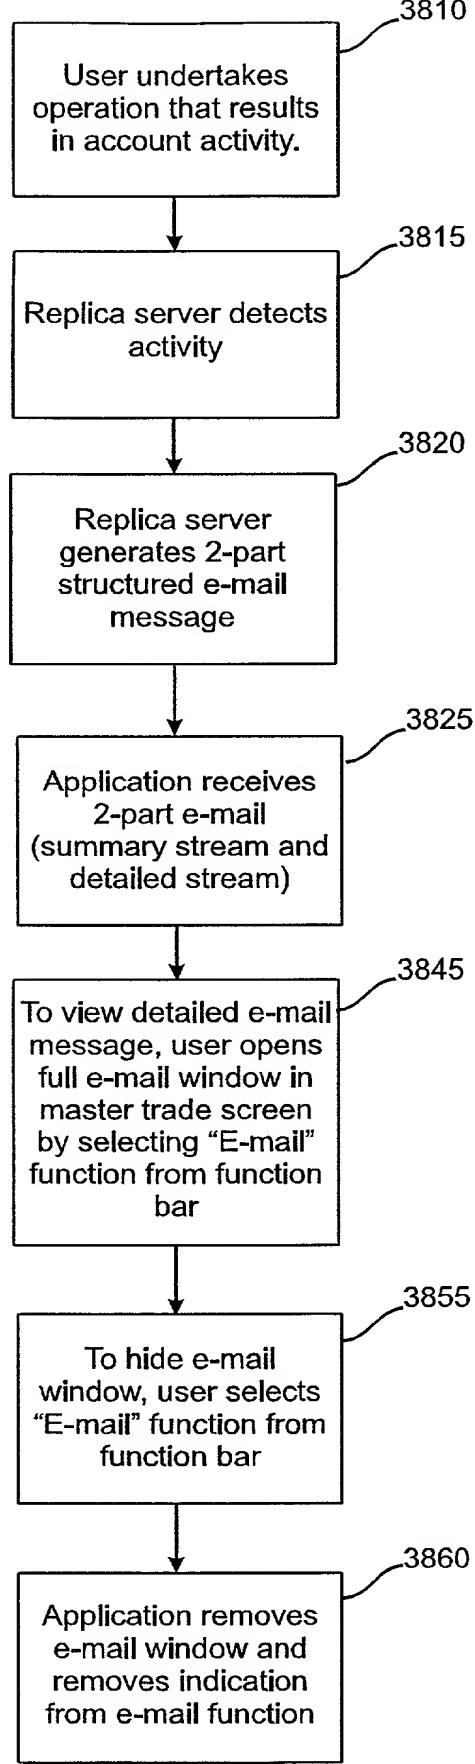 3810
User undertakes
operation that results
in account activity.
3815
Replica server detects
activity
3820
Replica server
generates 2-part
structured e-mail
message
3825
Application receives
2-part e-mail
(summary stream and
detailed stream)
3845
To view detailed e-mail
message, user opens
full e-mail window in
master trade screen
by selecting “E-mail”
function from function
bar
3855
To hide e-mail
window, user selects
“E-mail” function from
function bar
3860
Application removes
e-mail window and
removes indication
from e-mail function